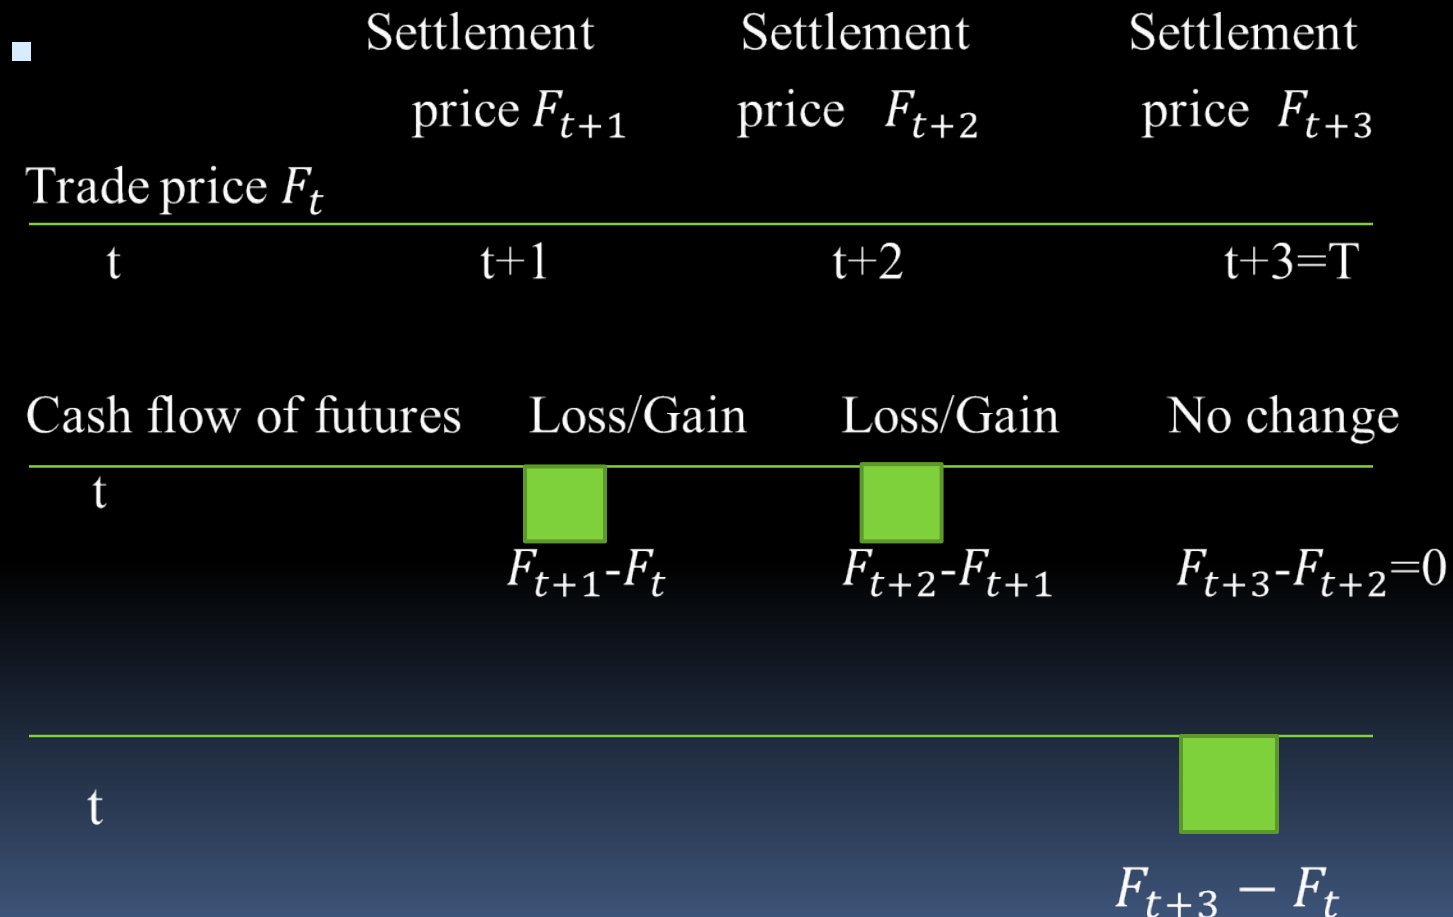 Settlement Settlement Settlement
price F_{t+1} price F_{t+2} price F_{t+3}
Trade price F_t
t t+1 t+2 t+3=T
Cash flow of futures Loss/Gain Loss/Gain No change
t
F_{t+1}-F_t F_{t+2}-F_{t+1} F_{t+3}-F_{t+2}=0
t
F_{t+3} − F_t